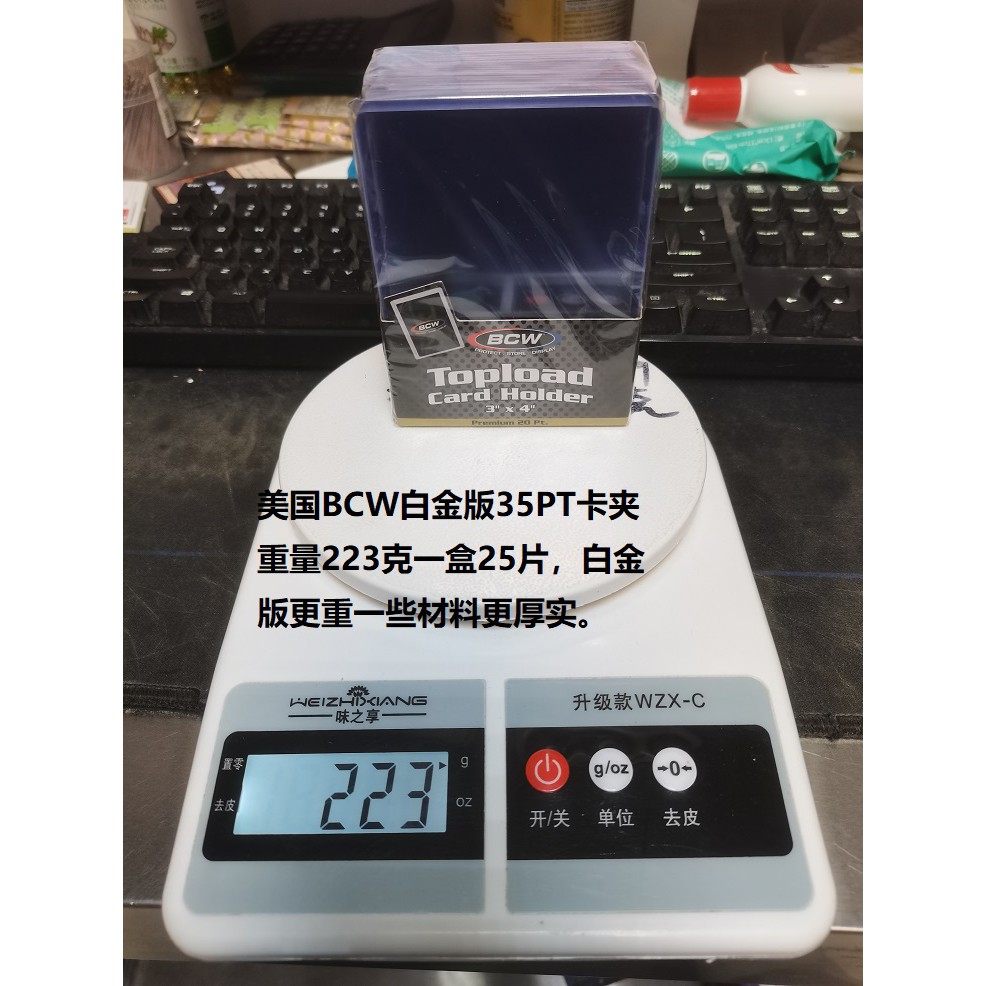 BCW
BCW
PROTECT STORE DISPLAY
Topload
Card Holder
3" x 4"
Premium 20 Pt.
美国BCW白金版35PT卡夹
重量223克一盒25片，白金
版更重一些材料更厚实。
WEIZHIXIANG
味之享
升级款WZX-C
置零
g
去皮
oz
223
g/oz
→0←
开/关
单位
去皮